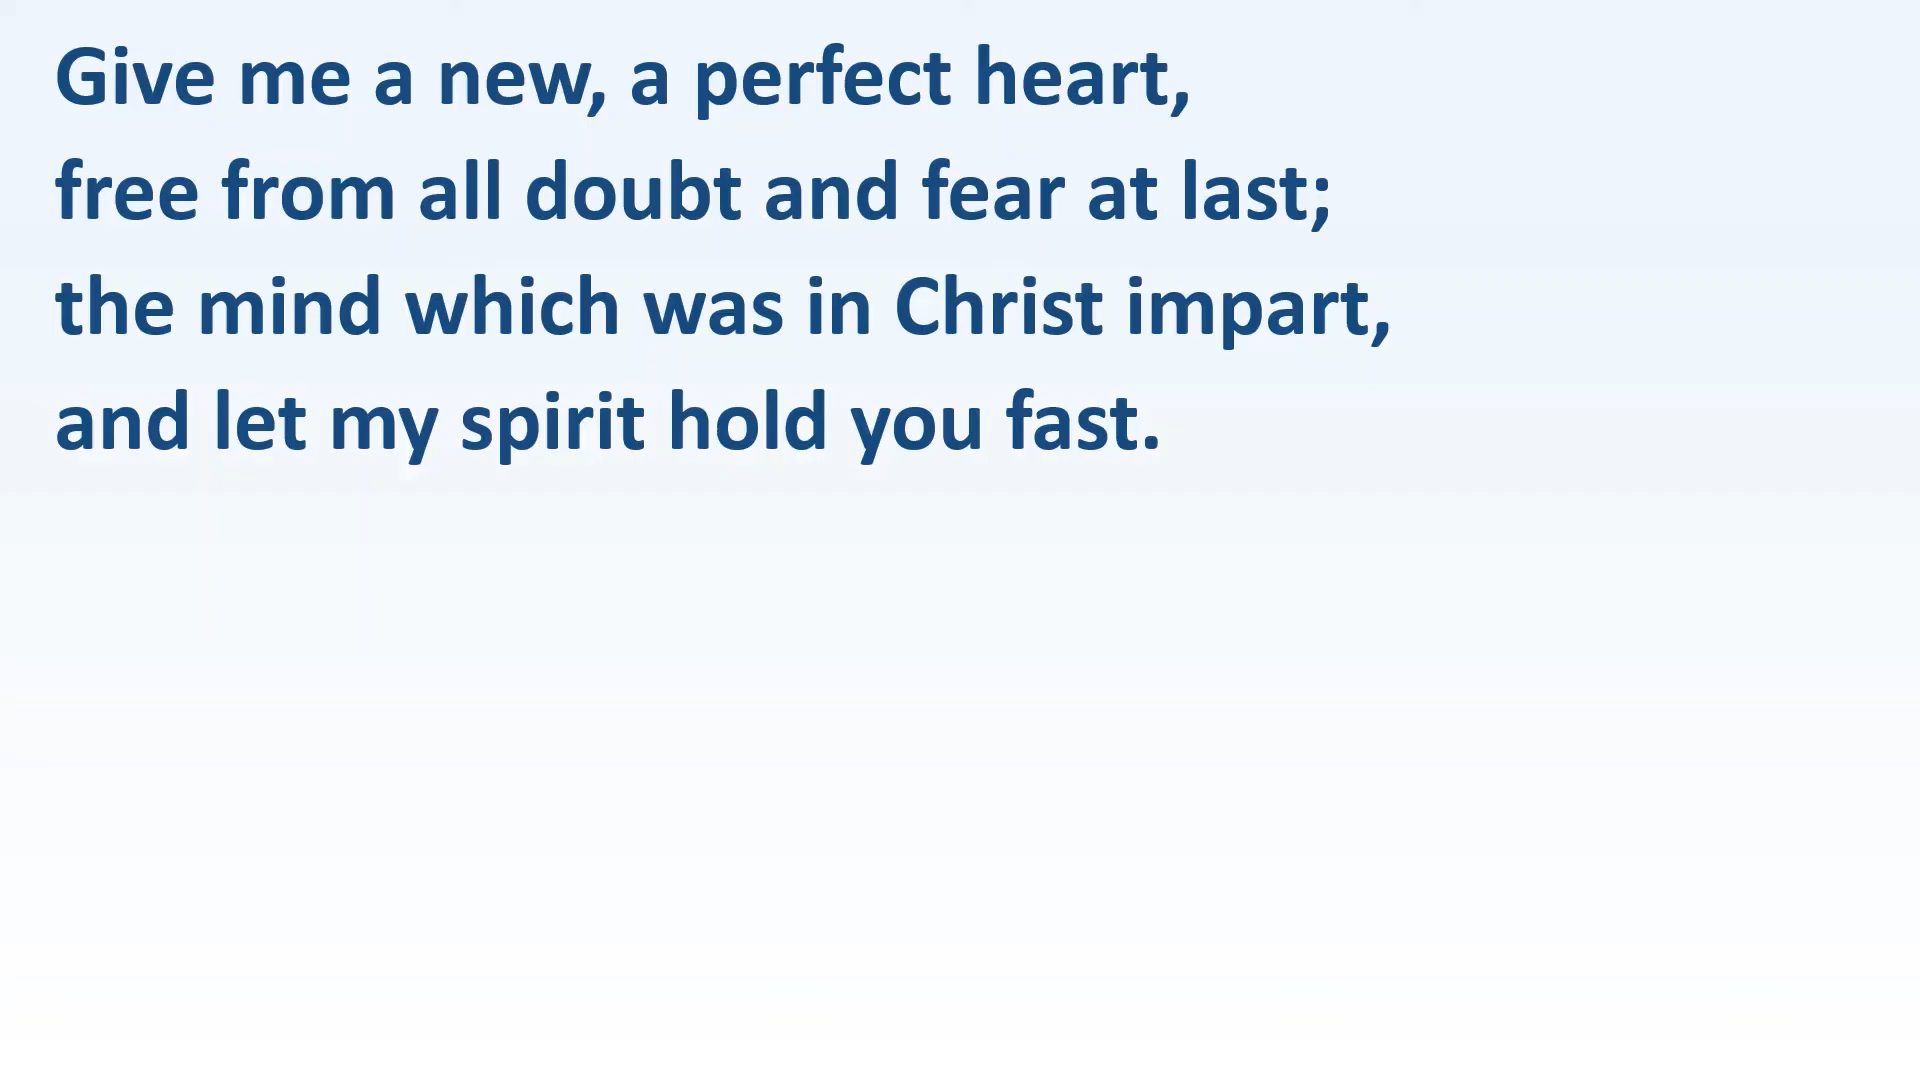 Give me a new, a perfect heart,
free from all doubt and fear at last;
the mind which was in Christ impart,
and let my spirit hold you fast.